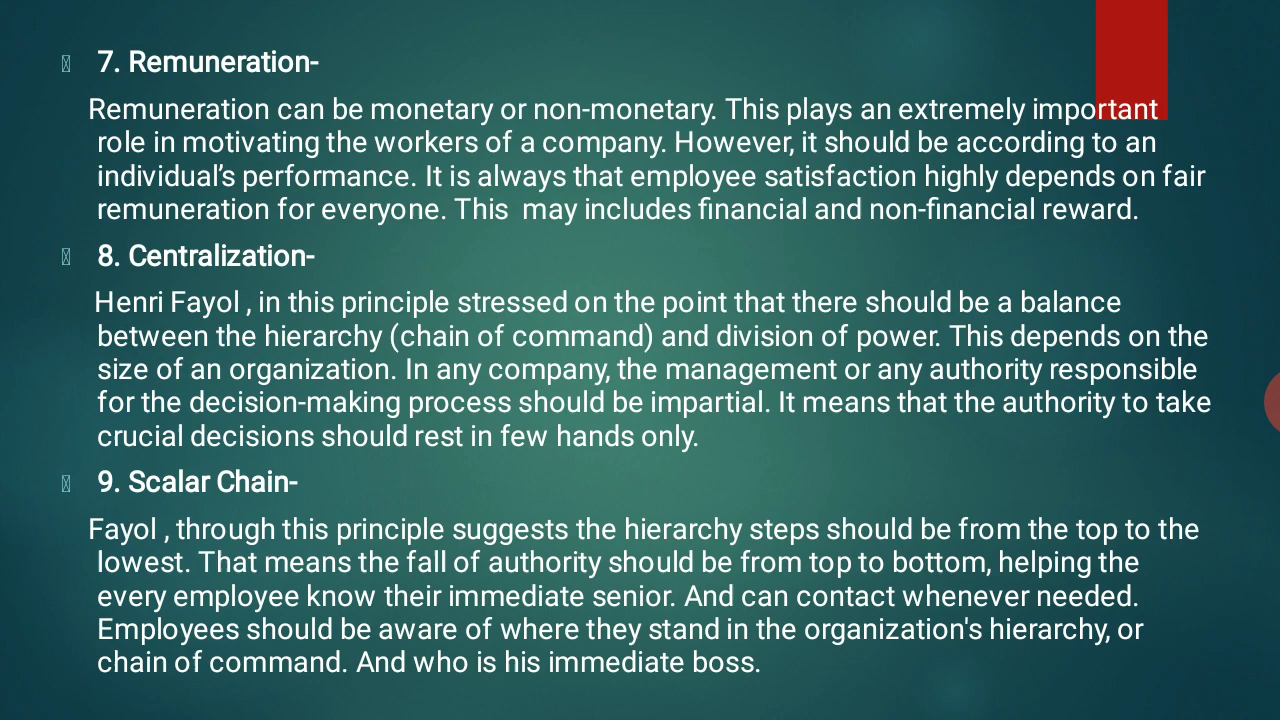 7. Remuneration-
Remuneration can be monetary or non-monetary. This plays an extremely important
role in motivating the workers of a company. However, it should be according to an
individual’s performance. It is always that employee satisfaction highly depends on fair
remuneration for everyone. This  may includes financial and non-financial reward.
8. Centralization-
Henri Fayol , in this principle stressed on the point that there should be a balance
between the hierarchy (chain of command) and division of power. This depends on the
size of an organization. In any company, the management or any authority responsible
for the decision-making process should be impartial. It means that the authority to take
crucial decisions should rest in few hands only.
9. Scalar Chain-
Fayol , through this principle suggests the hierarchy steps should be from the top to the
lowest. That means the fall of authority should be from top to bottom, helping the
every employee know their immediate senior. And can contact whenever needed.
Employees should be aware of where they stand in the organization's hierarchy, or
chain of command. And who is his immediate boss.